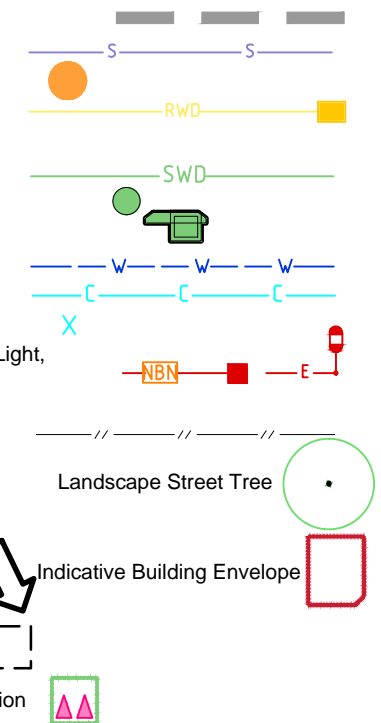 S S
RWD
SWD
W W W
C C C
X
Light,
NBN E
Landscape Street Tree
Indicative Building Envelope